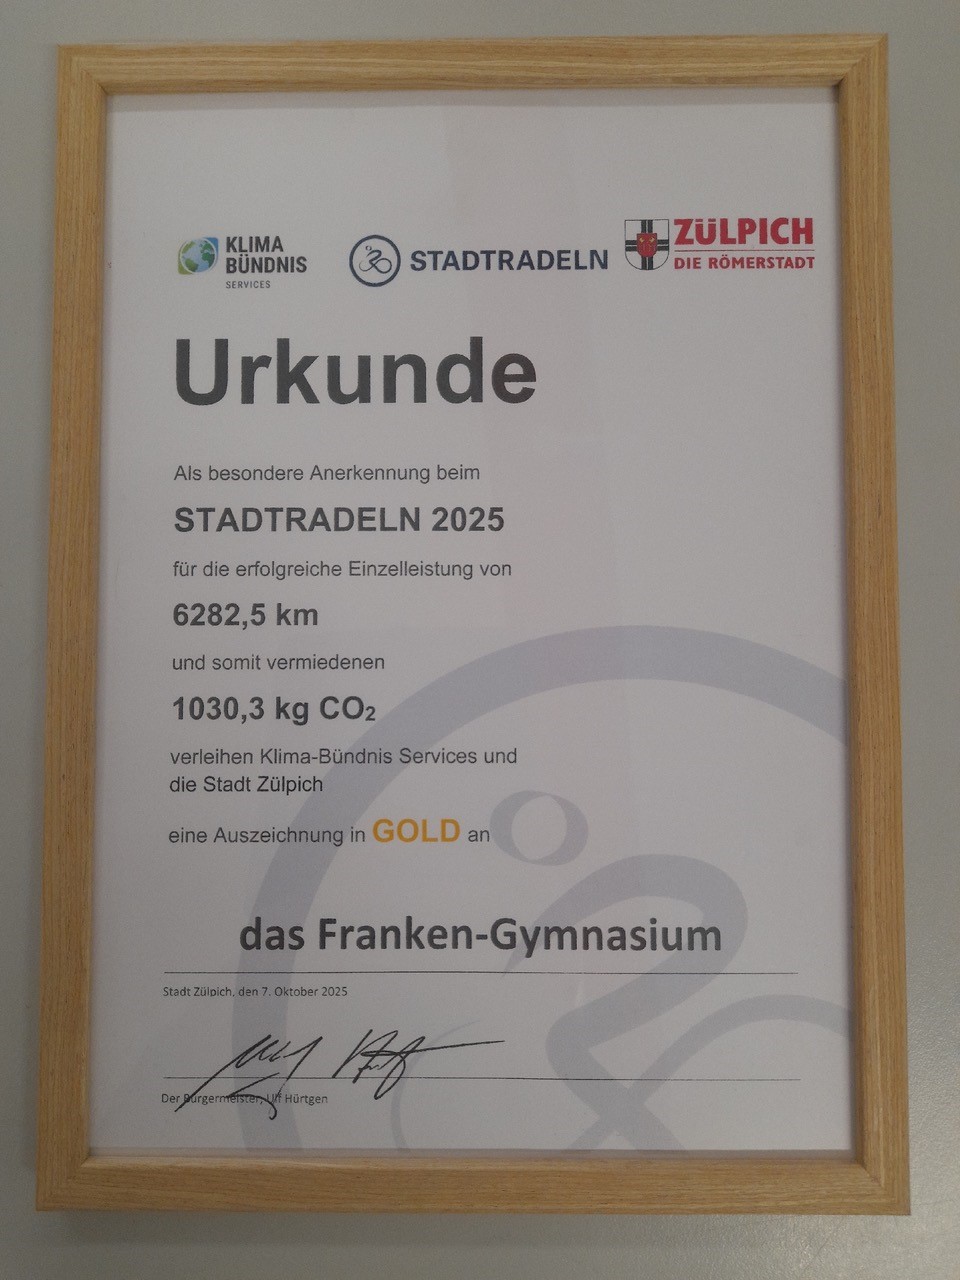 KLIMA
BÜNDNIS
SERVICES
STADTRADELN
ZÜLPICH
DIE RÖMERSTADT
Urkunde
Als besondere Anerkennung beim
STADTRADELN 2025
für die erfolgreiche Einzelleistung von
6282,5 km
und somit vermiedenen
1030,3 kg CO₂
verleihen Klima-Bündnis Services und
die Stadt Zülpich
eine Auszeichnung in GOLD an
das Franken-Gymnasium
Stadt Zülpich, den 7. Oktober 2025
Der Bürgermeister, Ulf Hürtgen